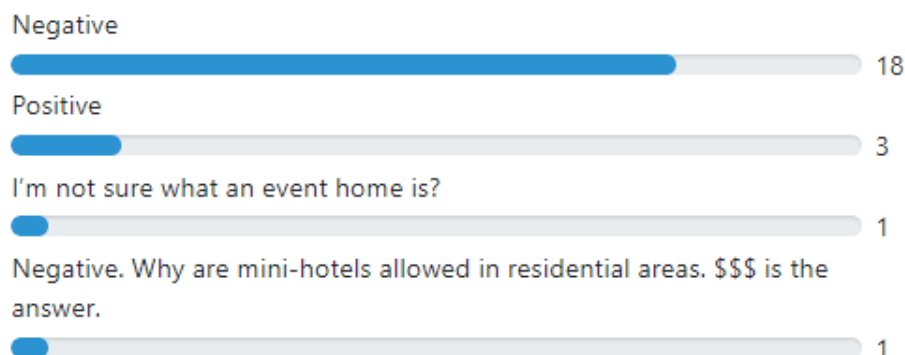 Negative
18
Positive
3
I'm not sure what an event home is?
1
Negative. Why are mini-hotels allowed in residential areas. $$$ is the
answer.
1